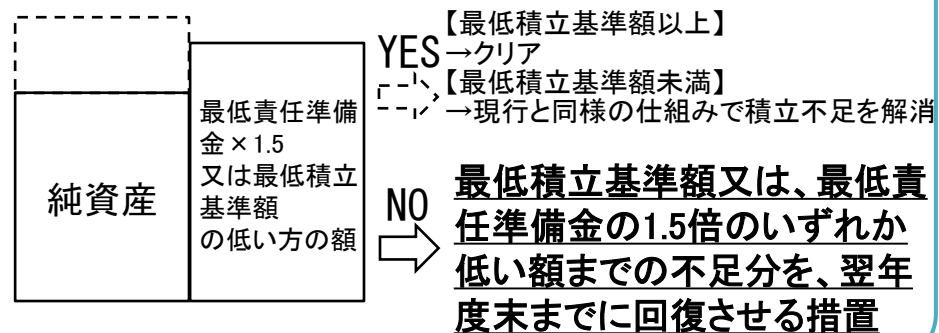 純資産
最低責任準備
金×1.5
又は最低積立
基準額
の低い方の額
YES
【最低積立基準額以上】
→クリア
【最低積立基準額未満】
→現行と同様の仕組みで積立不足を解消
NO
最低積立基準額又は、最低責
任準備金の1.5倍のいずれか
低い額までの不足分を、翌年
度末までに回復させる措置